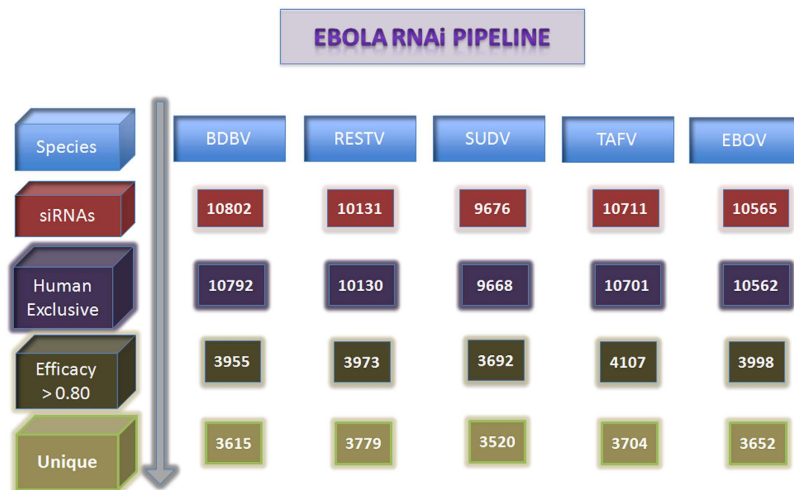 EBOLA RNAi PIPELINE
Species BDBV RESTV SUDV TAFV EBOV
siRNAs 10802 10131 9676 10711 10565
Human
Exclusive
10792 10130 9668 10701 10562
Efficacy
> 0.80
3955 3973 3692 4107 3998
Unique 3615 3779 3520 3704 3652